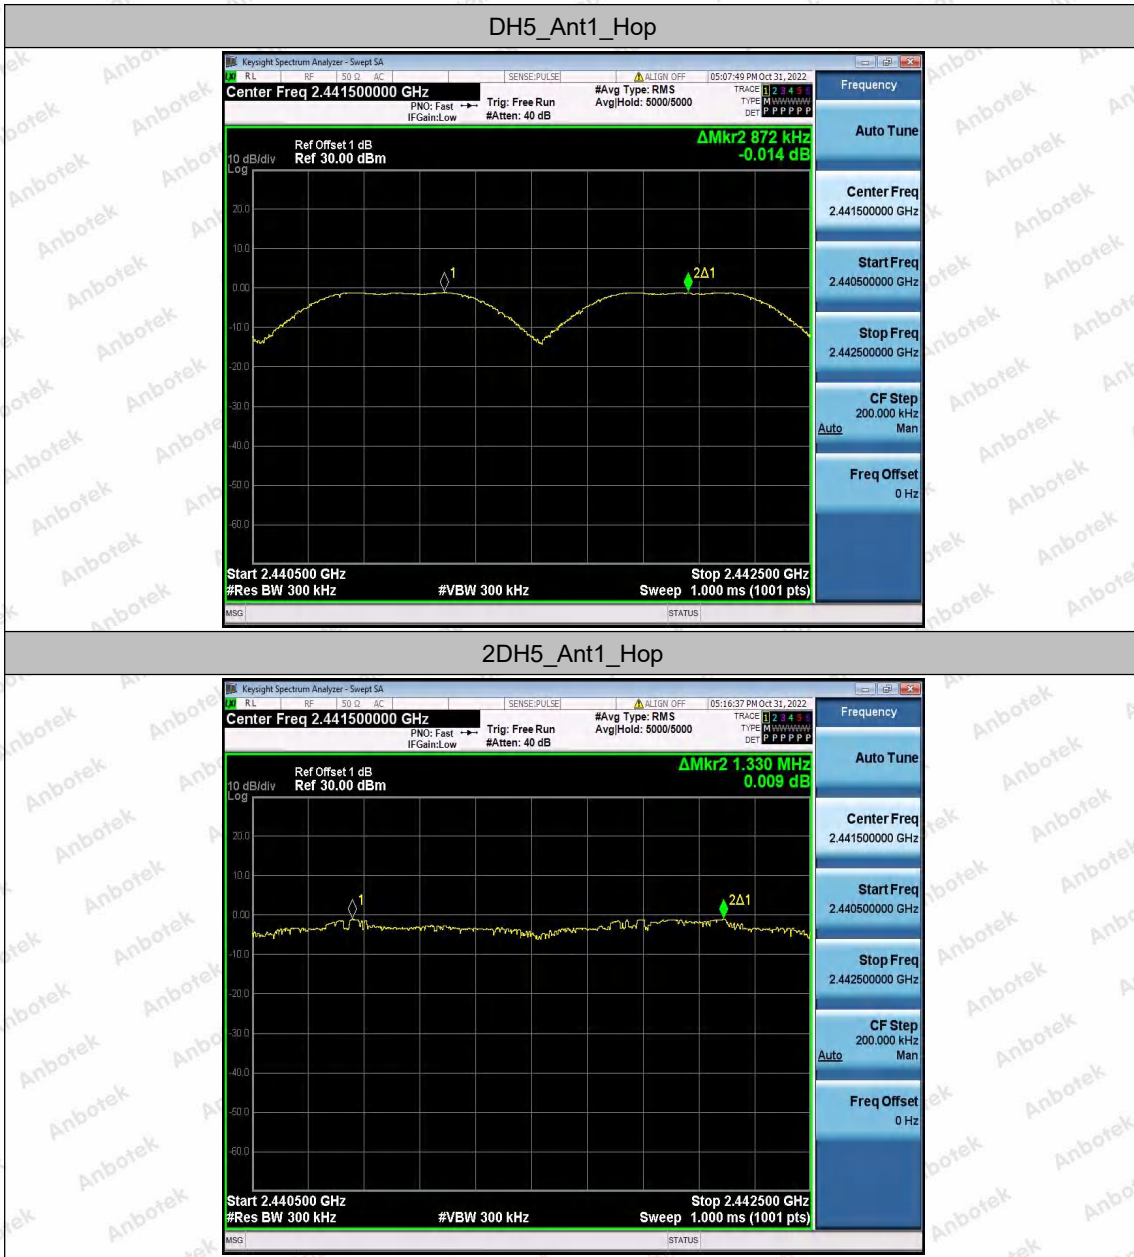 DH5_Ant1_Hop
Keysight Spectrum Analyzer - Swept SA
RL RF 50 Ω AC SENSE:PULSE ALIGN OFF 05:07:49 PM Oct 31, 2022
Center Freq 2.441500000 GHz
PNO: Fast
IFGain:Low
Trig: Free Run
#Atten: 40 dB
#Avg Type: RMS
Avg|Hold: 5000/5000
TRACE 1 2 3 4 5 6
TYPE M WWWWW
DET P P P P P P
Frequency
ΔMkr2 872 kHz
-0.014 dB
Ref Offset 1 dB
10 dB/div Ref 30.00 dBm
Log
20.0
10.0
0.00
-10.0
-20.0
-30.0
-40.0
-50.0
-60.0
1
2Δ1
Start 2.440500 GHz Stop 2.442500 GHz
#Res BW 300 kHz #VBW 300 kHz Sweep 1.000 ms (1001 pts)
MSG STATUS
Auto Tune
Center Freq
2.441500000 GHz
Start Freq
2.440500000 GHz
Stop Freq
2.442500000 GHz
CF Step
200.000 kHz
Auto Man
Freq Offset
0 Hz
2DH5_Ant1_Hop
Keysight Spectrum Analyzer - Swept SA
RL RF 50 Ω AC SENSE:PULSE ALIGN OFF 05:16:37 PM Oct 31, 2022
Center Freq 2.441500000 GHz
PNO: Fast
IFGain:Low
Trig: Free Run
#Atten: 40 dB
#Avg Type: RMS
Avg|Hold: 5000/5000
TRACE 1 2 3 4 5 6
TYPE M WWWWW
DET P P P P P P
Frequency
ΔMkr2 1.330 MHz
0.009 dB
Ref Offset 1 dB
10 dB/div Ref 30.00 dBm
Log
20.0
10.0
0.00
-10.0
-20.0
-30.0
-40.0
-50.0
-60.0
1
2Δ1
Start 2.440500 GHz Stop 2.442500 GHz
#Res BW 300 kHz #VBW 300 kHz Sweep 1.000 ms (1001 pts)
MSG STATUS
Auto Tune
Center Freq
2.441500000 GHz
Start Freq
2.440500000 GHz
Stop Freq
2.442500000 GHz
CF Step
200.000 kHz
Auto Man
Freq Offset
0 Hz
Anbotek